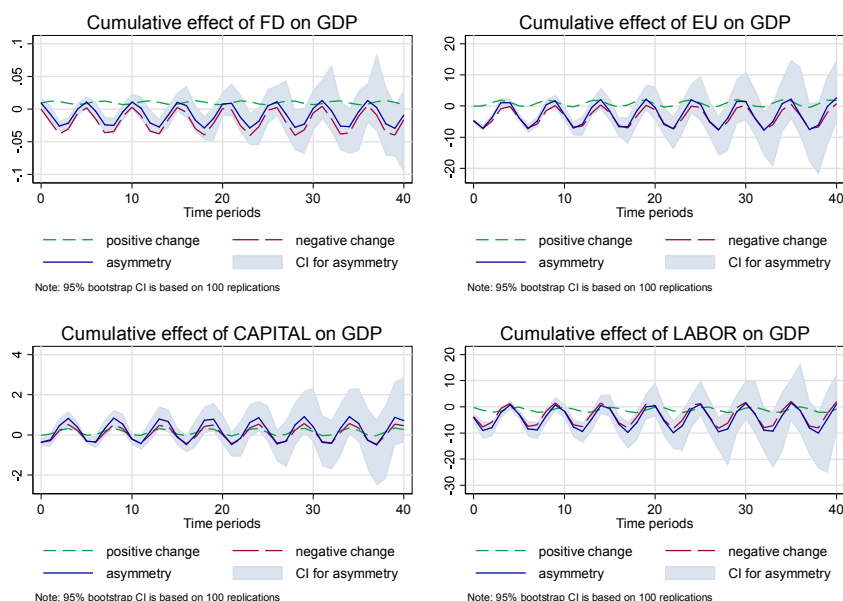 Cumulative effect of FD on GDP
.1
.05
0
-.05
-.1
0 10 20 30 40
Time periods
positive change negative change
asymmetry CI for asymmetry
Note: 95% bootstrap CI is based on 100 replications
Cumulative effect of EU on GDP
20
10
0
-10
-20
0 10 20 30 40
Time periods
positive change negative change
asymmetry CI for asymmetry
Note: 95% bootstrap CI is based on 100 replications
Cumulative effect of CAPITAL on GDP
4
2
0
-2
0 10 20 30 40
Time periods
positive change negative change
asymmetry CI for asymmetry
Note: 95% bootstrap CI is based on 100 replications
Cumulative effect of LABOR on GDP
20
10
0
-10
-20
-30
0 10 20 30 40
Time periods
positive change negative change
asymmetry CI for asymmetry
Note: 95% bootstrap CI is based on 100 replications